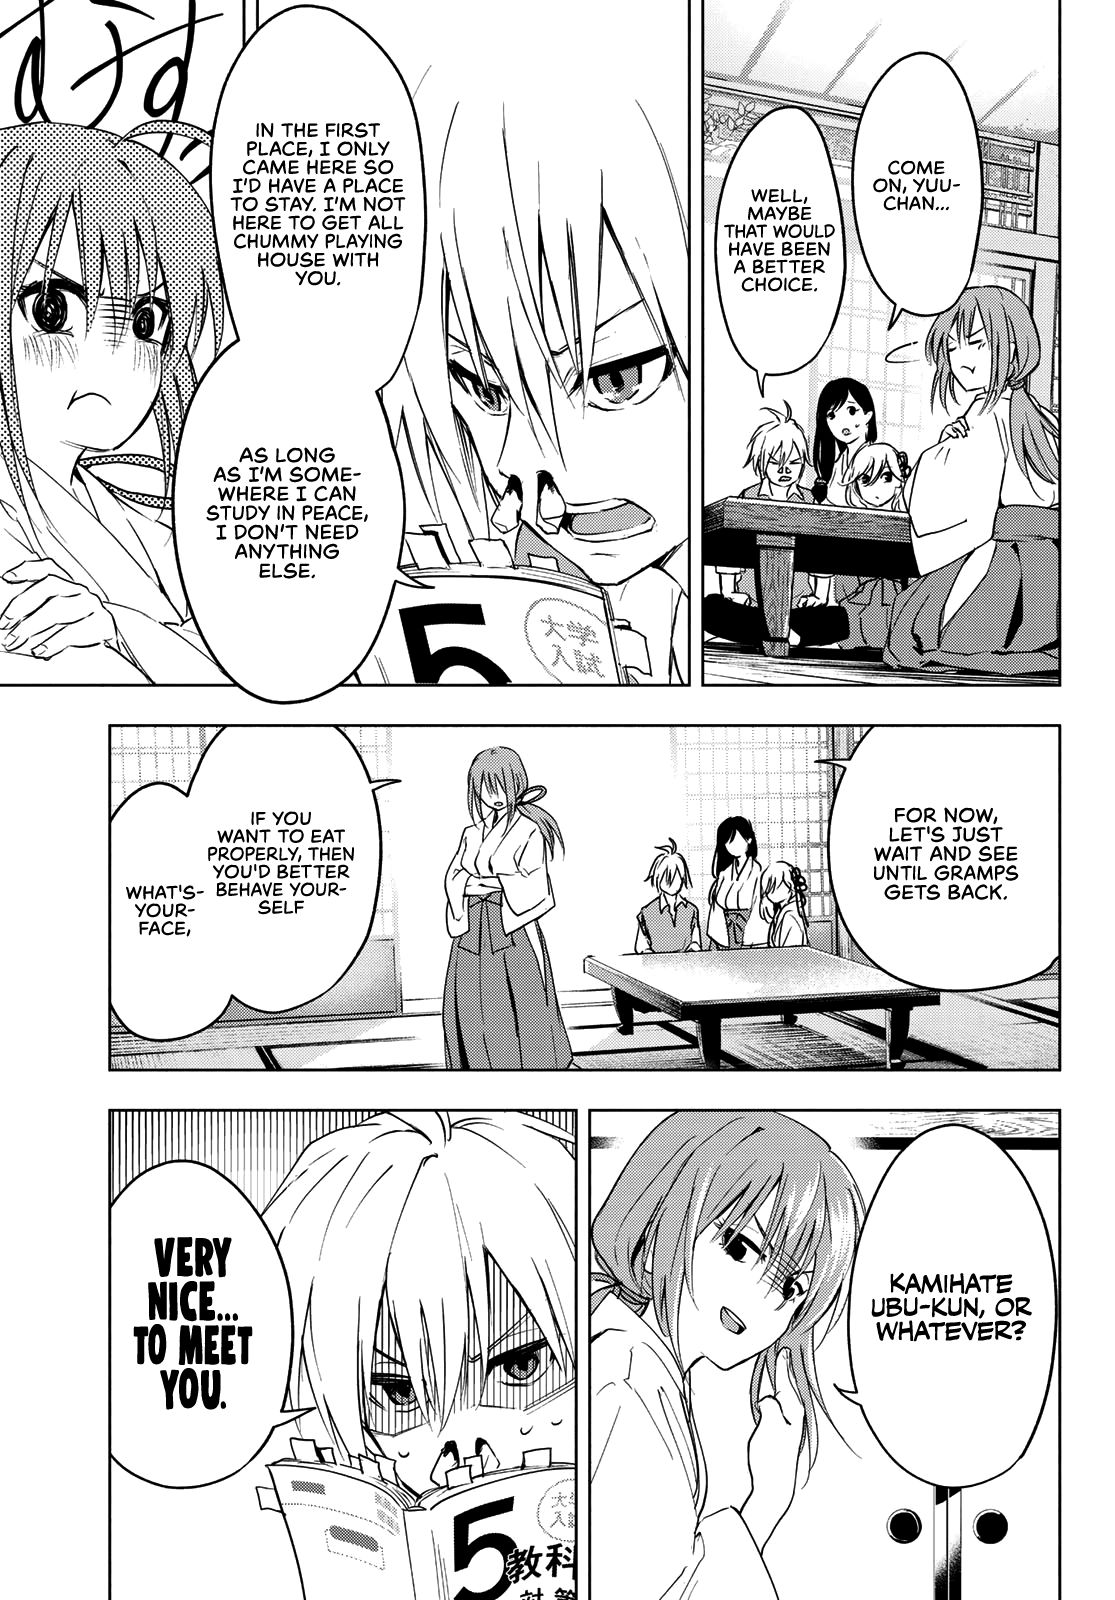 COME
ON, YUU-
CHAN...
WELL,
MAYBE
THAT WOULD
HAVE BEEN
A BETTER
CHOICE.
IN THE FIRST
PLACE, I ONLY
CAME HERE SO
I'D HAVE A PLACE
TO STAY. I'M NOT
HERE TO GET ALL
CHUMMY PLAYING
HOUSE WITH
YOU.
AS LONG
AS I'M SOME-
WHERE I CAN
STUDY IN PEACE,
I DON'T NEED
ANYTHING
ELSE.
5
大学
入試
FOR NOW,
LET'S JUST
WAIT AND SEE
UNTIL GRAMPS
GETS BACK.
IF YOU
WANT TO EAT
PROPERLY, THEN
YOU'D BETTER
BEHAVE YOUR-
SELF
WHAT'S-
YOUR-
FACE,
KAMIHATE
UBU-KUN, OR
WHATEVER?
VERY
NICE...
TO MEET
YOU.
5
教科